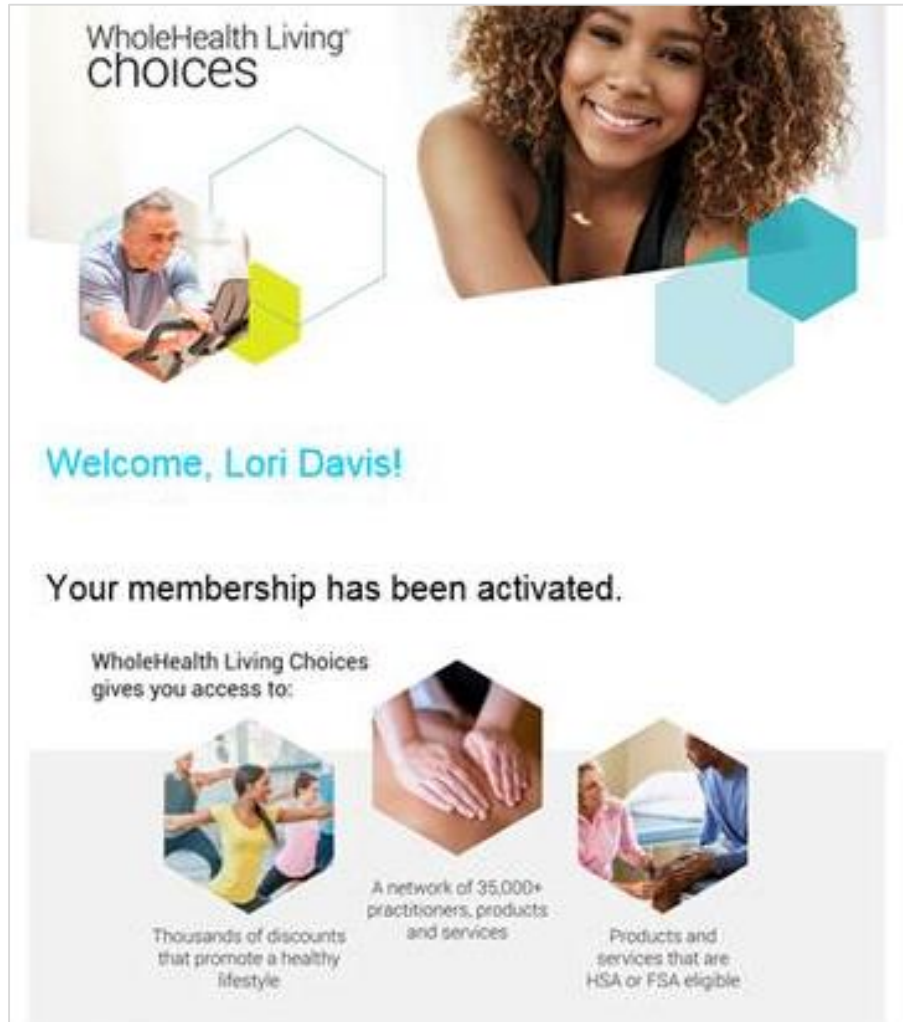 WholeHealth Living®
choices
Welcome, Lori Davis!
Your membership has been activated.
WholeHealth Living Choices
gives you access to:
A network of 35,000+
practitioners, products
and services
Thousands of discounts
that promote a healthy
lifestyle
Products and
services that are
HSA or FSA eligible